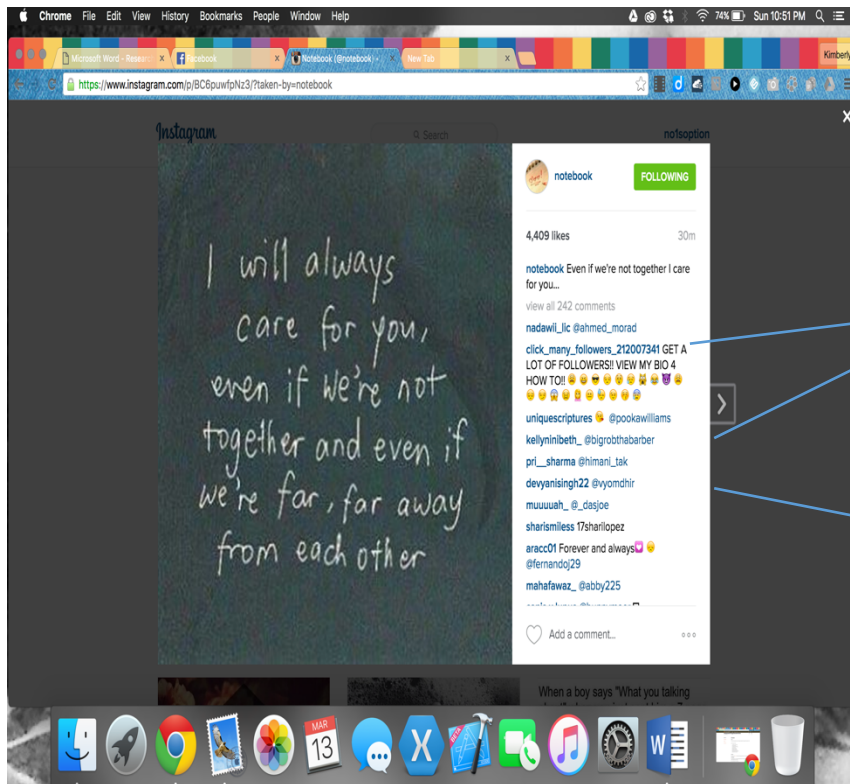 Chrome File Edit View History Bookmarks People Window Help
74% Sun 10:51 PM
Microsoft Word - Researc x
Facebook x
Notebook (@notebook) • x
New Tab x
Kimberly
https://www.instagram.com/p/BC6puwfpNz3/?taken-by=notebook
Instagram
Search
no1soption
I will always
care for you,
even if we're not
together and even if
we're far, far away
from each other
notebook
FOLLOWING
4,409 likes
30m
notebook Even if we're not together I care
for you...
view all 242 comments
nadawii_lic @ahmed_morad
click_many_followers_212007341 GET A
LOT OF FOLLOWERS!! VIEW MY BIO 4
HOW TO!! 
uniquescriptures 😘 @pookawilliams
kellyninibeth_ @bigrobthabarber
pri__sharma @himani_tak
devyanisingh22 @vyomdhir
muuuuah_ @_dasjoe
sharismiless 17sharilopez
aracc01 Forever and always
@fernandoj29
mahafawaz_ @abby225
Add a comment...
When a boy says "What you talking
MAR
13
BETA